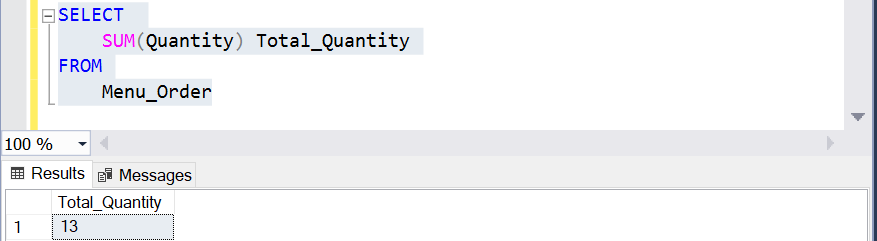 SELECT
SUM(Quantity) Total_Quantity
FROM
Menu_Order
100 %
Results Messages
Total_Quantity
1 13